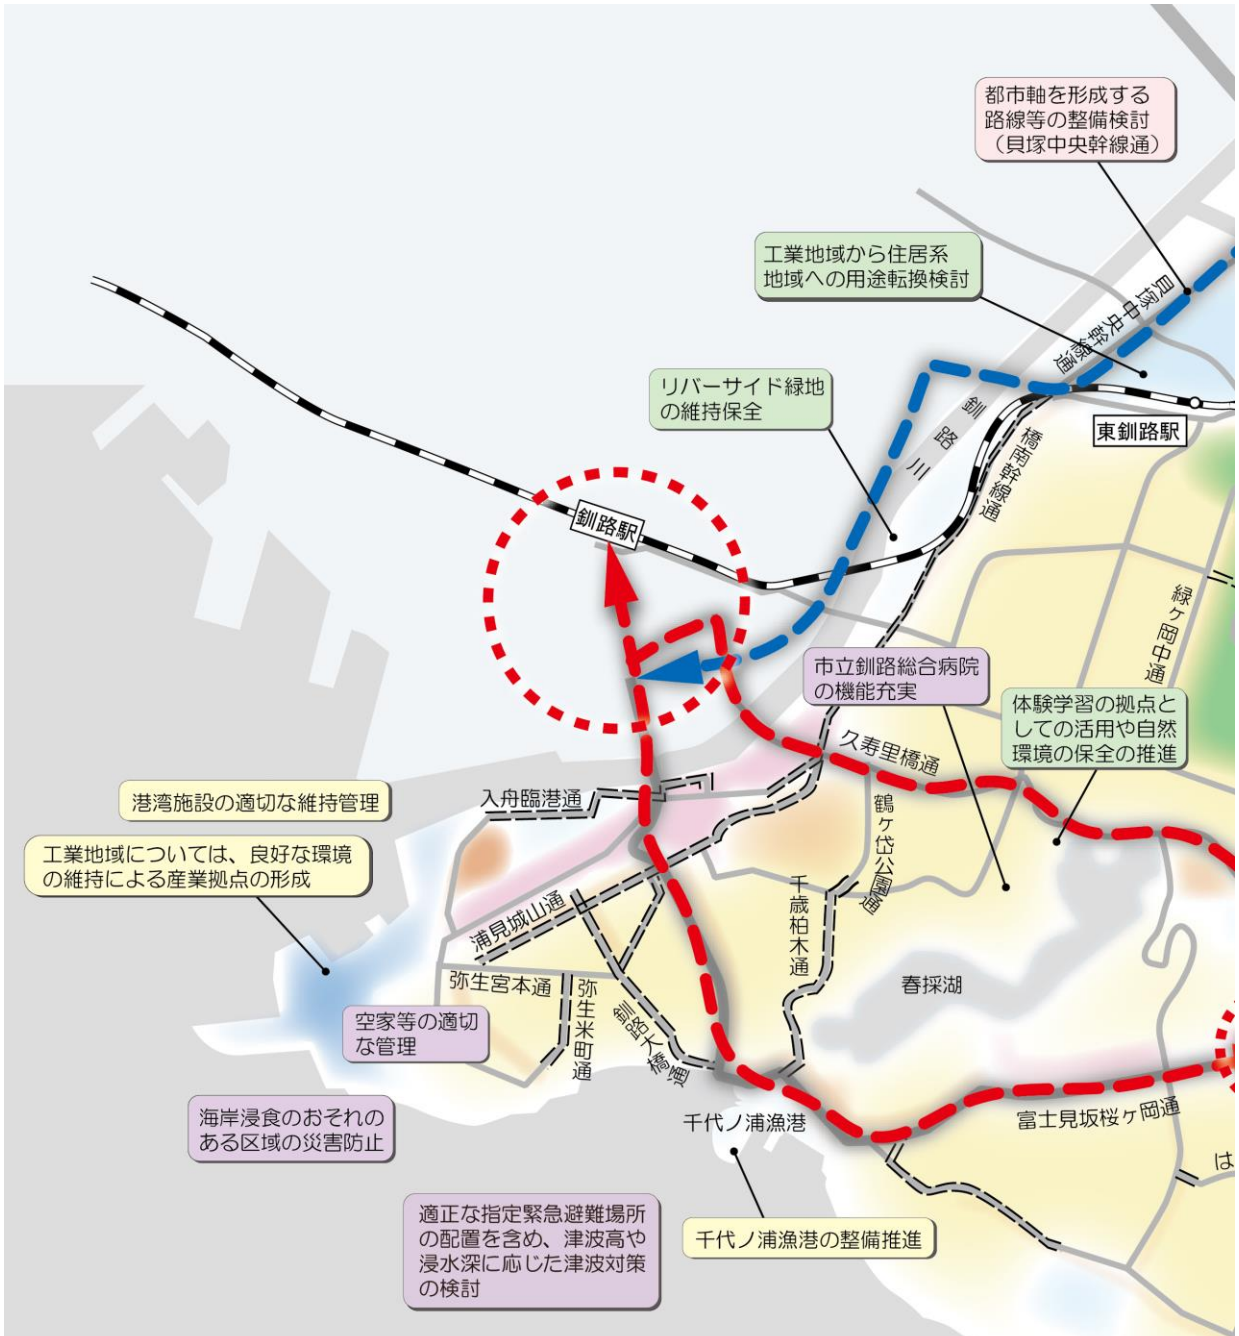 都市軸を形成する
路線等の整備検討
（貝塚中央幹線通）
工業地域から住居系
地域への用途転換検討
貝塚中央幹線通
リバーサイド緑地
の維持保全
釧路川
橋南幹線通
東釧路駅
釧路駅
緑ヶ岡中通
市立釧路総合病院
の機能充実
体験学習の拠点と
しての活用や自然
環境の保全の推進
久寿里橋通
港湾施設の適切な維持管理
入舟臨港通
鶴ヶ岱公園通
工業地域については、良好な環境
の維持による産業拠点の形成
浦見城山通
千歳柏木通
弥生宮本通
弥生米町通
釧路大橋通
春採湖
空家等の適切
な管理
海岸浸食のおそれの
ある区域の災害防止
千代ノ浦漁港
富士見坂桜ヶ岡通
は
適正な指定緊急避難場所
の配置を含め、津波高や
浸水深に応じた津波対策
の検討
千代ノ浦漁港の整備推進